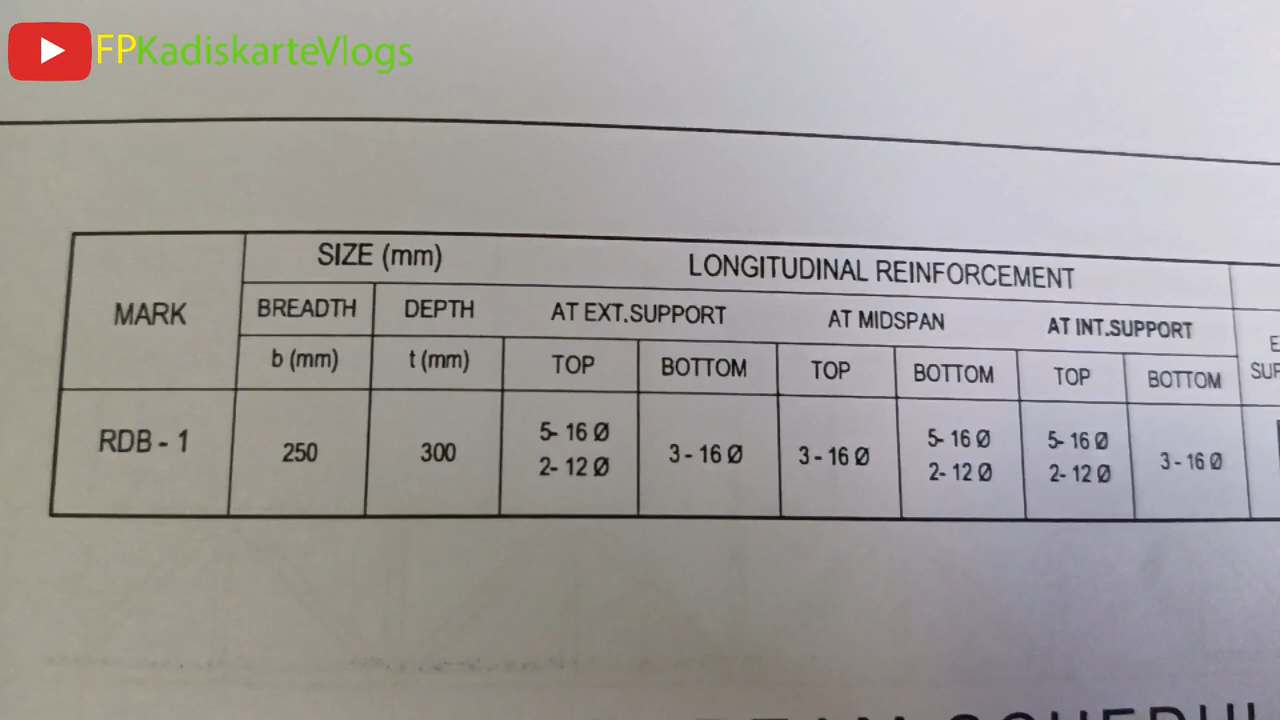 FPKadiskarteVlogs
SIZE (mm)
LONGITUDINAL REINFORCEMENT
MARK
BREADTH
DEPTH
AT EXT.SUPPORT
AT MIDSPAN
AT INT.SUPPORT
b (mm)
t (mm)
TOP
BOTTOM
TOP
BOTTOM
TOP
BOTTOM
RDB - 1
250
300
5- 16 Ø
2- 12 Ø
3 - 16 Ø
3 - 16 Ø
5- 16 Ø
2- 12 Ø
5- 16 Ø
2- 12 Ø
3 - 16 Ø